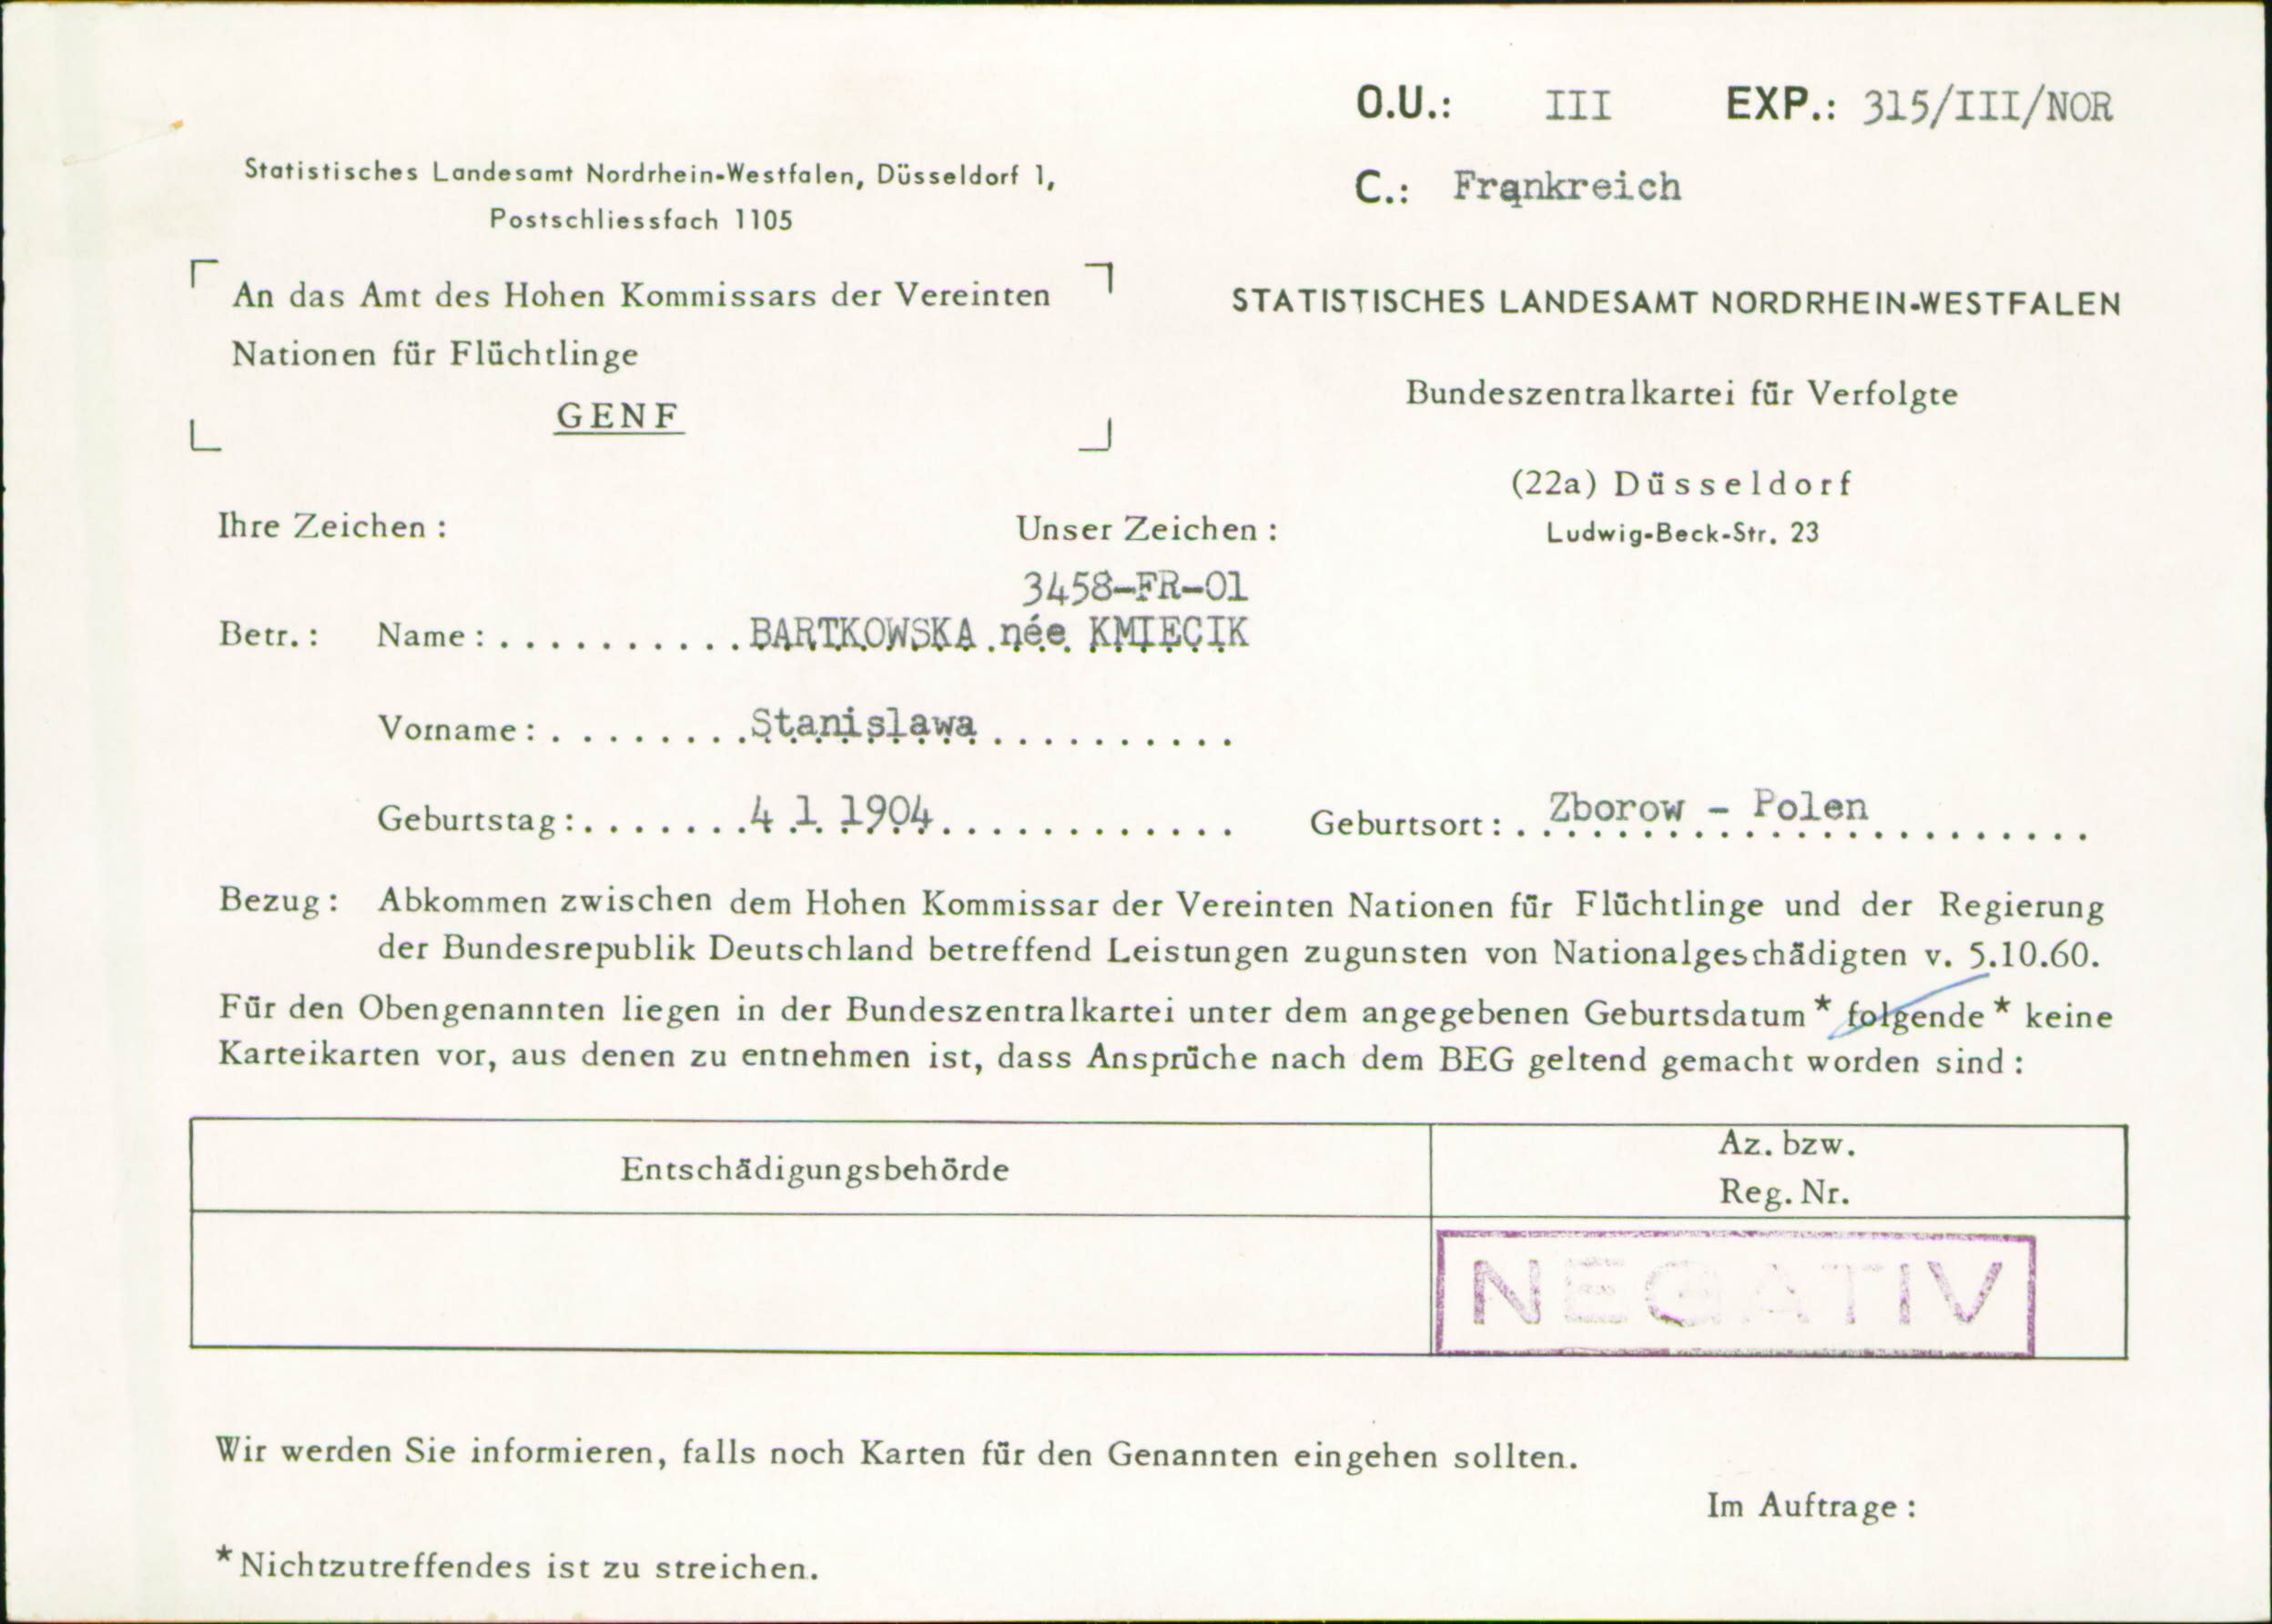 O.U.: III EXP.: 315/III/NOR
C.: Frankreich
Statistisches Landesamt Nordrhein-Westfalen, Düsseldorf 1,
Postschliessfach 1105
An das Amt des Hohen Kommissars der Vereinten
Nationen für Flüchtlinge
GENF
STATISTISCHES LANDESAMT NORDRHEIN-WESTFALEN
Bundeszentralkartei für Verfolgte
(22a) Düsseldorf
Ludwig-Beck-Str. 23
Ihre Zeichen : Unser Zeichen :
3458-FR-01
Betr. : Name : BARTKOWSKA née KMIECIK
Vorname : Stanislawa
Geburtstag : 4 1 1904 Geburtsort : Zborow - Polen
Bezug : Abkommen zwischen dem Hohen Kommissar der Vereinten Nationen für Flüchtlinge und der Regierung
der Bundesrepublik Deutschland betreffend Leistungen zugunsten von Nationalgeschädigten v. 5.10.60.
Für den Obengenannten liegen in der Bundeszentralkartei unter dem angegebenen Geburtsdatum * folgende * keine
Karteikarten vor, aus denen zu entnehmen ist, dass Ansprüche nach dem BEG geltend gemacht worden sind :
Entschädigungsbehörde
Az. bzw.
Reg. Nr.
NEGATIV
Wir werden Sie informieren, falls noch Karten für den Genannten eingehen sollten.
Im Auftrage :
* Nichtzutreffendes ist zu streichen.